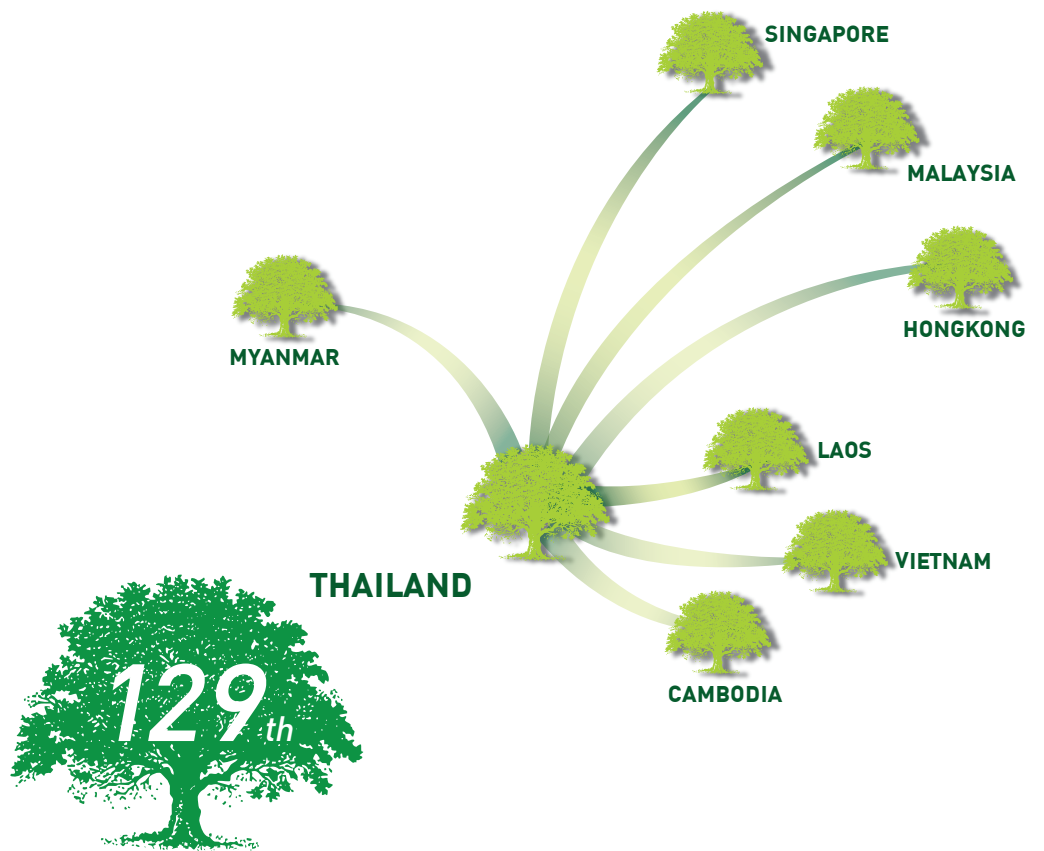 SINGAPORE
MALAYSIA
HONGKONG
MYANMAR
LAOS
VIETNAM
THAILAND
CAMBODIA
129th